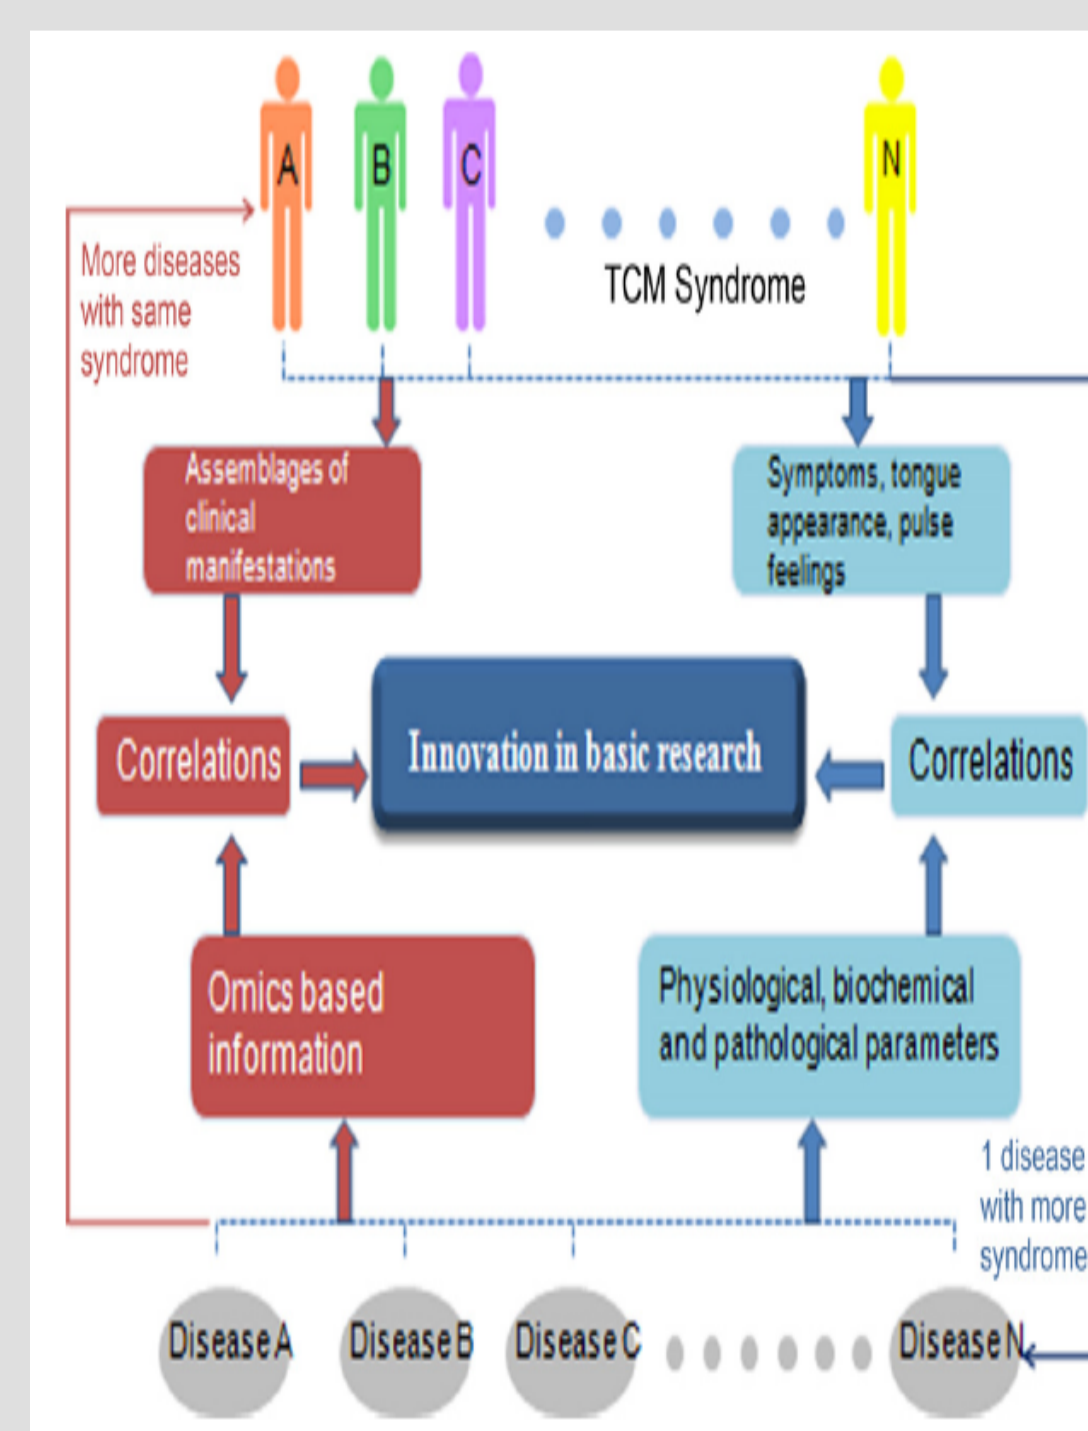 A
B
C
N
More diseases
with same
syndrome
TCM Syndrome
Assemblages of
clinical
manifestations
Symptoms, tongue
appearance, pulse
feelings
Correlations
Innovation in basic research
Correlations
Omics based
information
Physiological, biochemical
and pathological parameters
1 disease
with more
syndrome
Disease A
Disease B
Disease C
Disease N